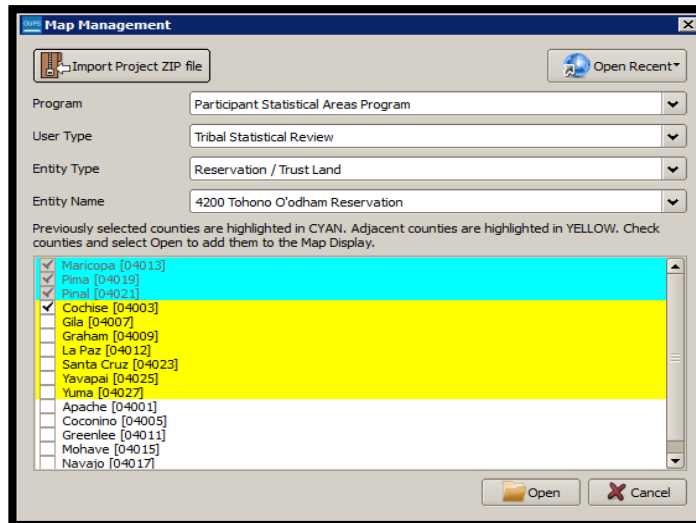 GUPS Map Management
Import Project ZIP file
Open Recent
Program
Participant Statistical Areas Program
User Type
Tribal Statistical Review
Entity Type
Reservation / Trust Land
Entity Name
4200 Tohono O'odham Reservation
Previously selected counties are highlighted in CYAN. Adjacent counties are highlighted in YELLOW. Check
counties and select Open to add them to the Map Display.
Maricopa [04013]
Pima [04019]
Pinal [04021]
Cochise [04003]
Gila [04007]
Graham [04009]
La Paz [04012]
Santa Cruz [04023]
Yavapai [04025]
Yuma [04027]
Apache [04001]
Coconino [04005]
Greenlee [04011]
Mohave [04015]
Navajo [04017]
Open
Cancel